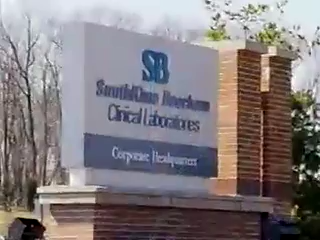 SB
SmithKline Beecham
Clinical Laboratories
Corporate Headquarters